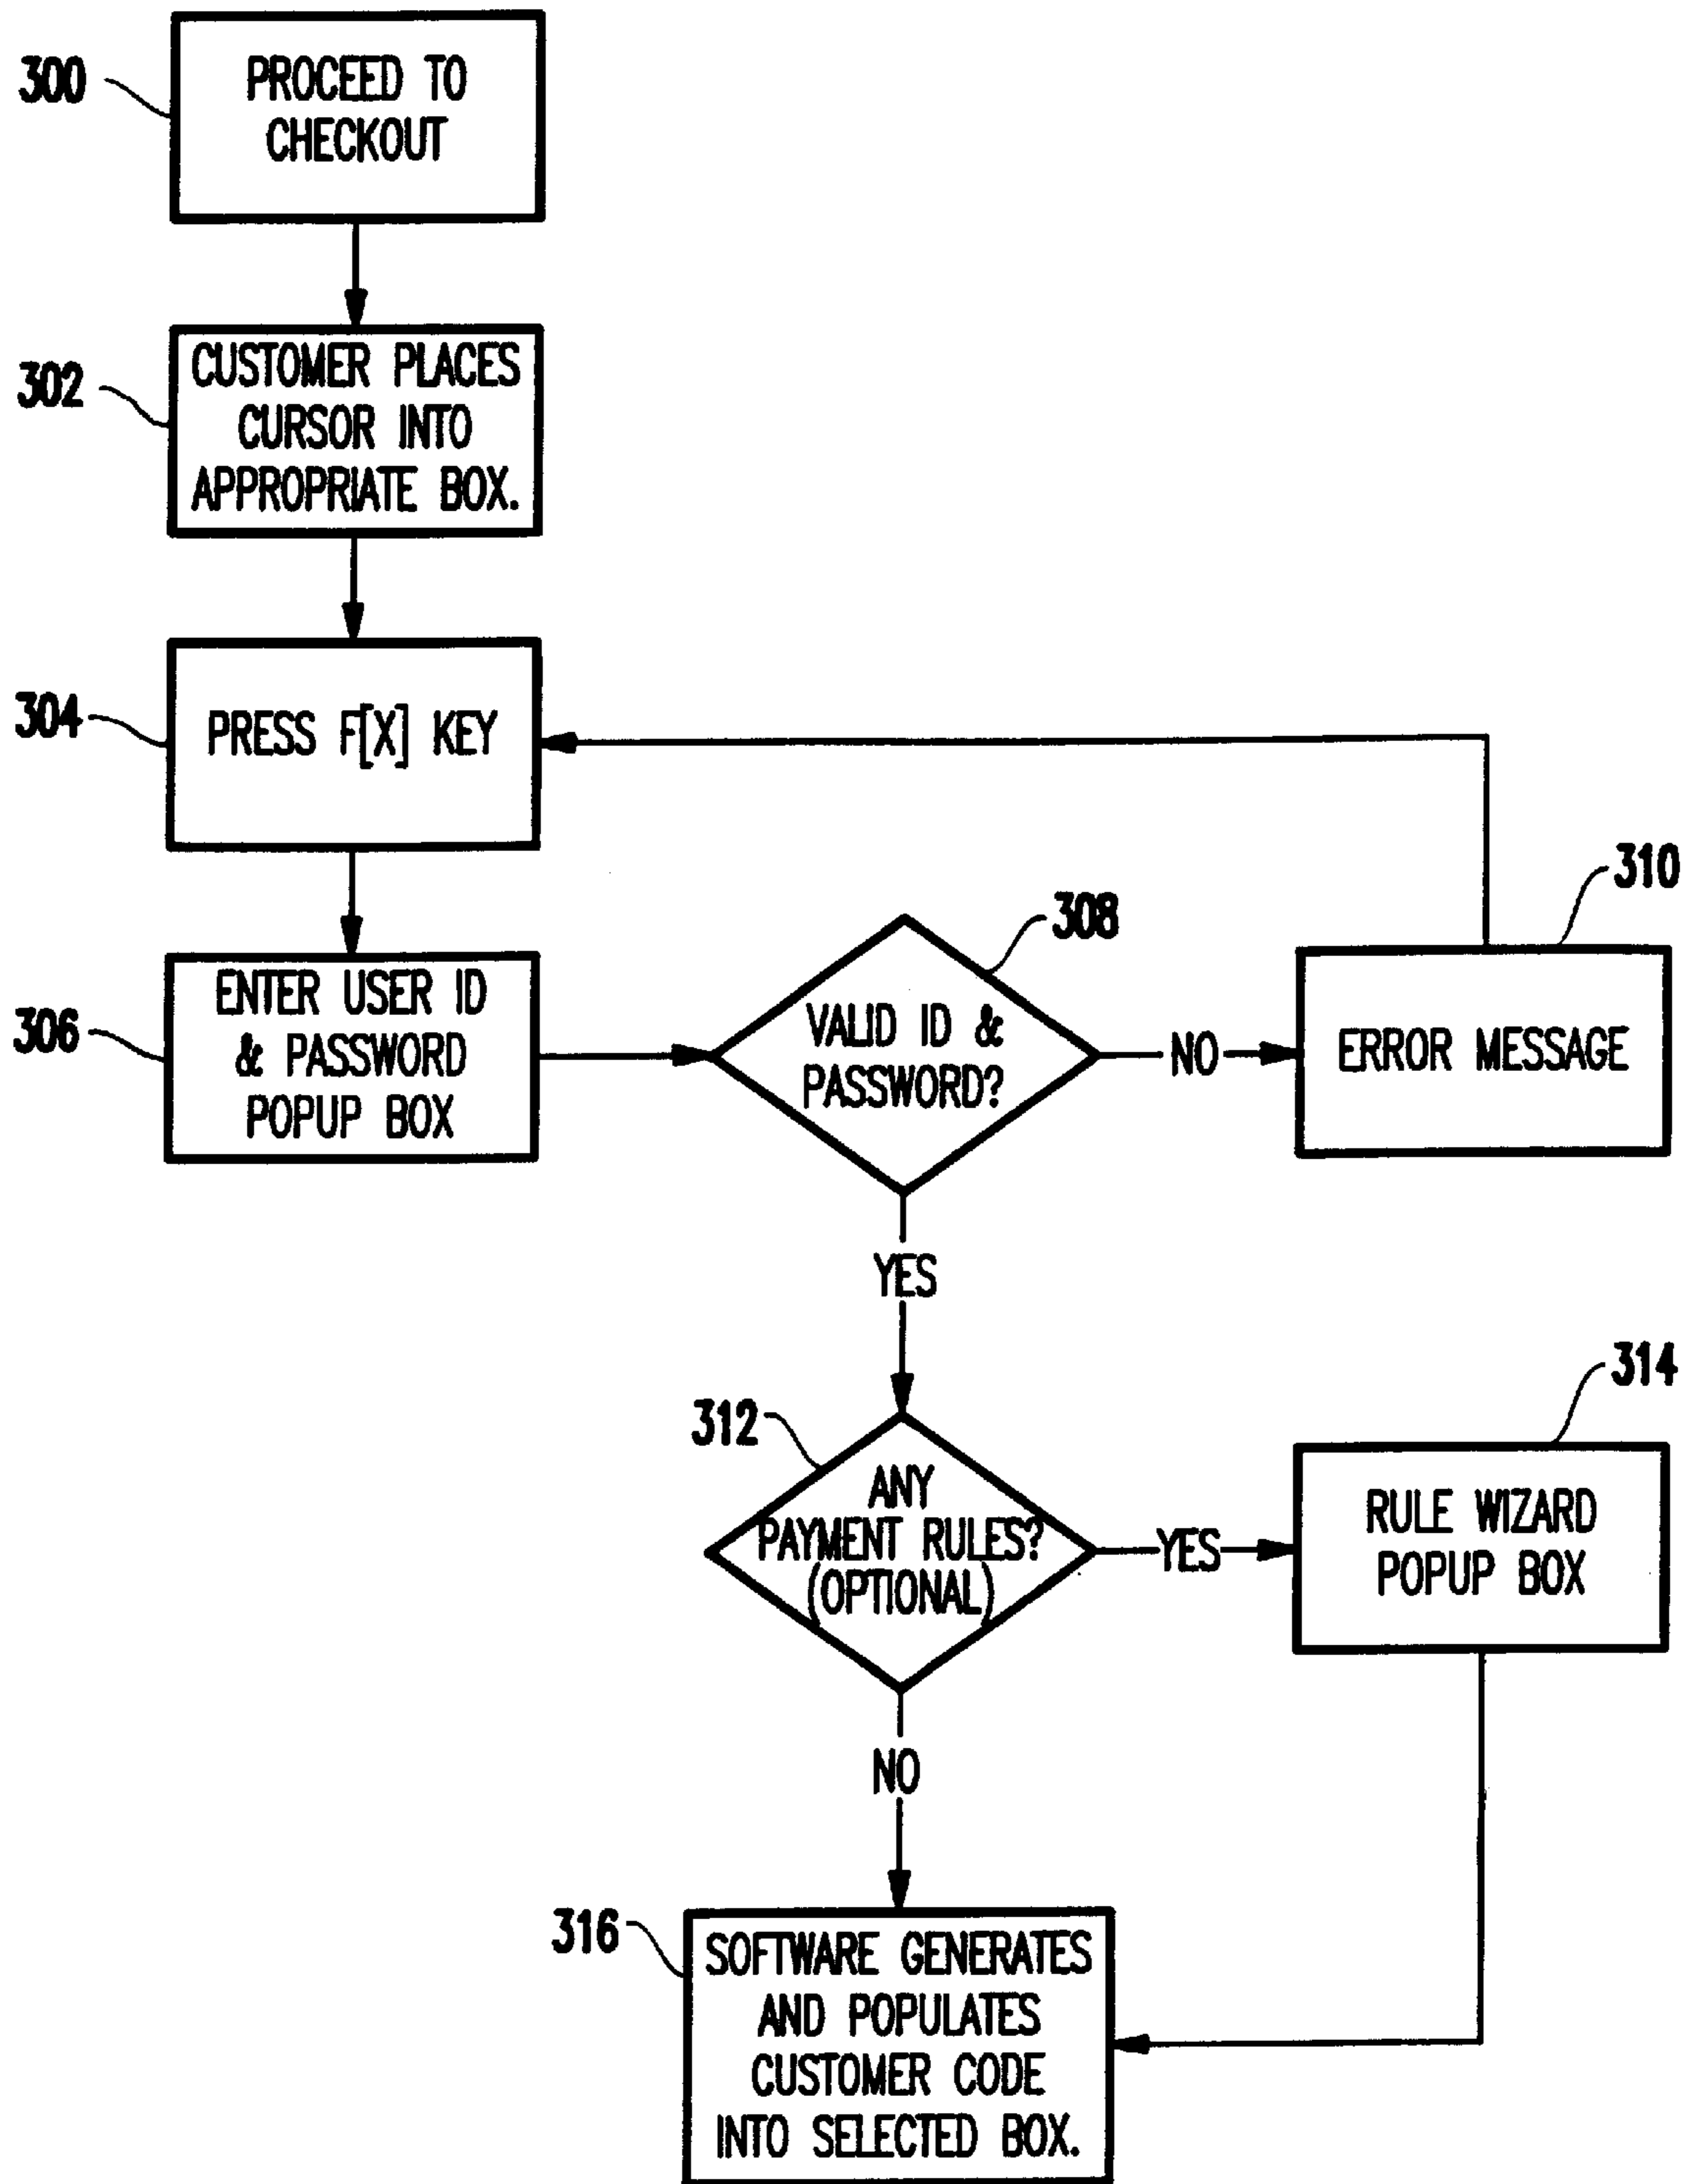 300
PROCEED TO
CHECKOUT
302
CUSTOMER PLACES
CURSOR INTO
APPROPRIATE BOX.
304
PRESS F[X] KEY
306
ENTER USER ID
& PASSWORD
POPUP BOX
308
VALID ID &
PASSWORD?
NO
310
ERROR MESSAGE
YES
312
ANY
PAYMENT RULES?
(OPTIONAL)
YES
314
RULE WIZARD
POPUP BOX
NO
316
SOFTWARE GENERATES
AND POPULATES
CUSTOMER CODE
INTO SELECTED BOX.